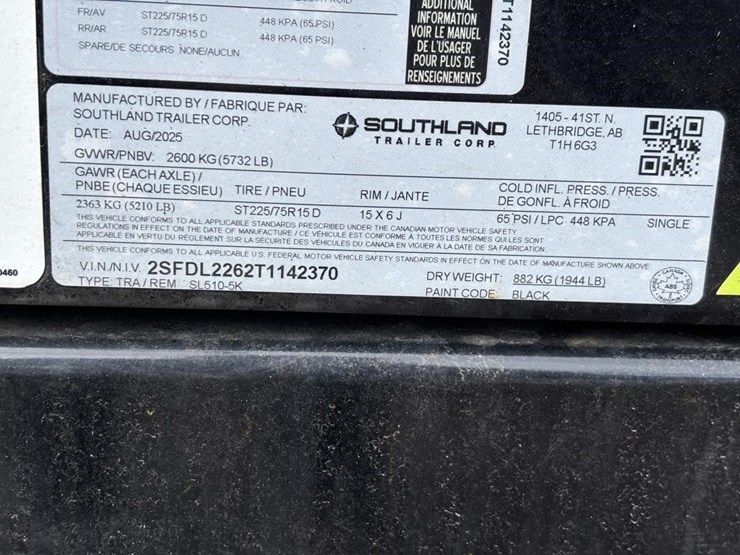 FR/AV ST225/75R15 D 448 KPA (65 PSI)
RR/AR ST225/75R15 D 448 KPA (65 PSI)
SPARE/DE SECOURS NONE/AUCUN
ADDITIONAL
INFORMATION
VOIR LE MANUEL
DE L'USAGER
POUR PLUS DE
RENSEIGNEMENTS
T1142370
MANUFACTURED BY / FABRIQUE PAR:
SOUTHLAND TRAILER CORP.
DATE: AUG/2025
SOUTHLAND
TRAILER CORP.
1405 - 41ST. N.
LETHBRIDGE, AB
T1H 6G3
GVWR/PNBV: 2600 KG (5732 LB)
GAWR (EACH AXLE) /
PNBE (CHAQUE ESSIEU) TIRE / PNEU RIM / JANTE COLD INFL. PRESS. / PRESS.
DE GONFL. À FROID
2363 KG (5210 LB) ST225/75R15 D 15 X 6 J 65 PSI / LPC 448 KPA SINGLE
THIS VEHICLE CONFORMS TO ALL APPLICABLE STANDARDS PRESCRIBED UNDER THE CANADIAN MOTOR VEHICLE SAFETY
REGULATIONS IN EFFECT ON THE DATE OF MANUFACTURE / CE VÉHICULE EST CONFORME À TOUTES LES NORMES QUI LES SONT
APPLICABLE EN VERTU DU RÈGLEMENT SUR LA SÉCURITÉ DES VÉHICULES DU CANADA EN VIGUER À LA DATE DE SA FABRICATION.
THIS VEHICLE CONFORMS TO ALL APPLICABLE U.S. FEDERAL MOTOR VEHICLE SAFETY STANDARDS IN EFFECT ON THE DATE OF MANUFACTURE SHOWN ABOVE
V.I.N./N.I.V. 2SFDL2262T1142370 DRY WEIGHT: 882 KG (1944 LB)
TYPE: TRA / REM SL510-5K PAINT CODE: BLACK
CANADA
ABS
0460